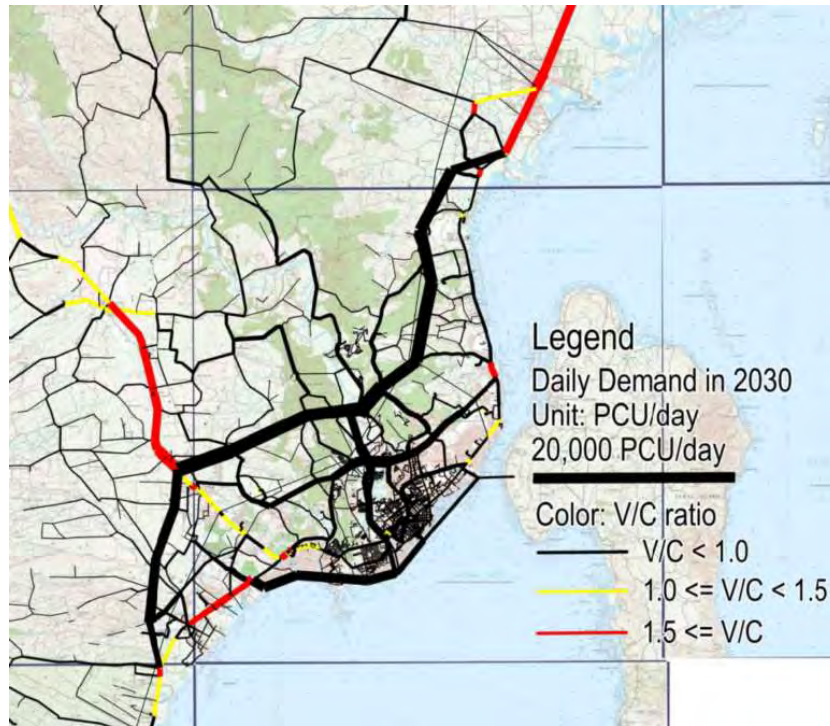 Legend
Daily Demand in 2030
Unit: PCU/day
20,000 PCU/day
Color: V/C ratio
V/C < 1.0
1.0 <= V/C < 1.5
1.5 <= V/C